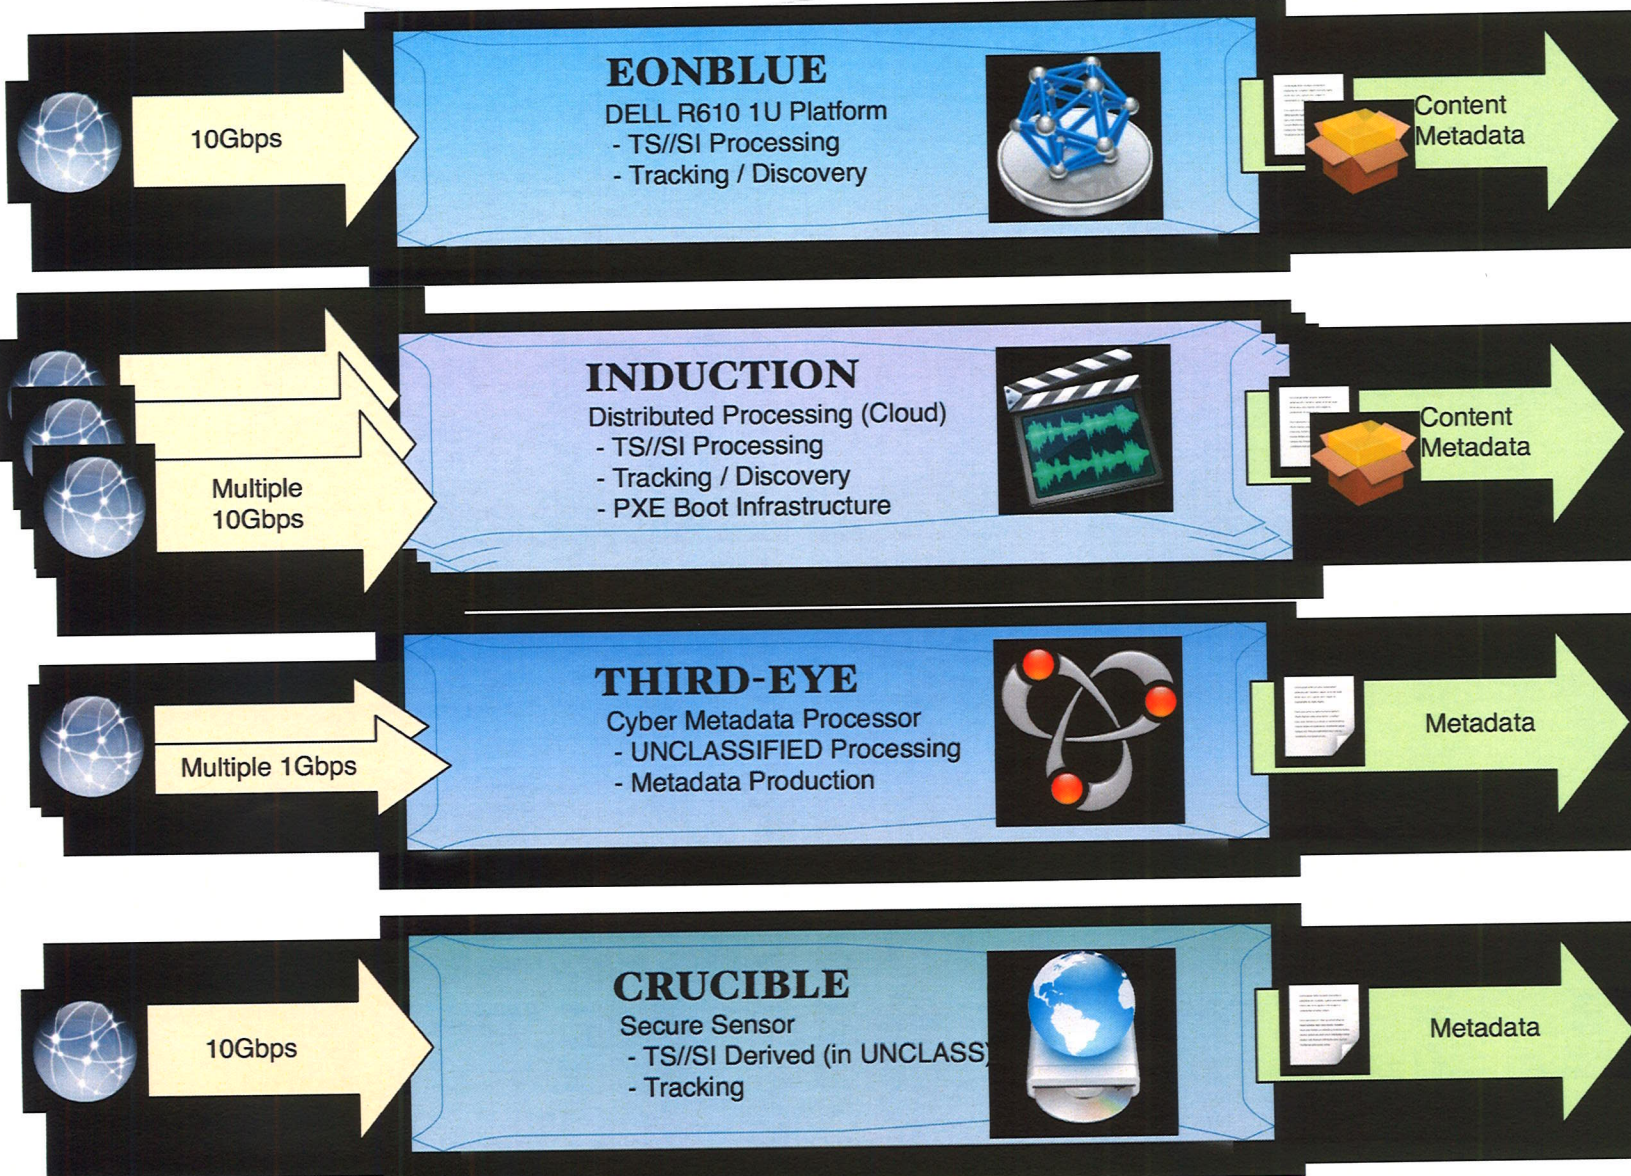 EONBLUE
DELL R610 1U Platform
- TS//SI Processing
- Tracking / Discovery
10Gbps
Content
Metadata
INDUCTION
Distributed Processing (Cloud)
- TS//SI Processing
- Tracking / Discovery
- PXE Boot Infrastructure
Multiple
10Gbps
Content
Metadata
THIRD-EYE
Cyber Metadata Processor
- UNCLASSIFIED Processing
- Metadata Production
Multiple 1Gbps
Metadata
CRUCIBLE
Secure Sensor
- TS//SI Derived (in UNCLASS)
- Tracking
10Gbps
Metadata